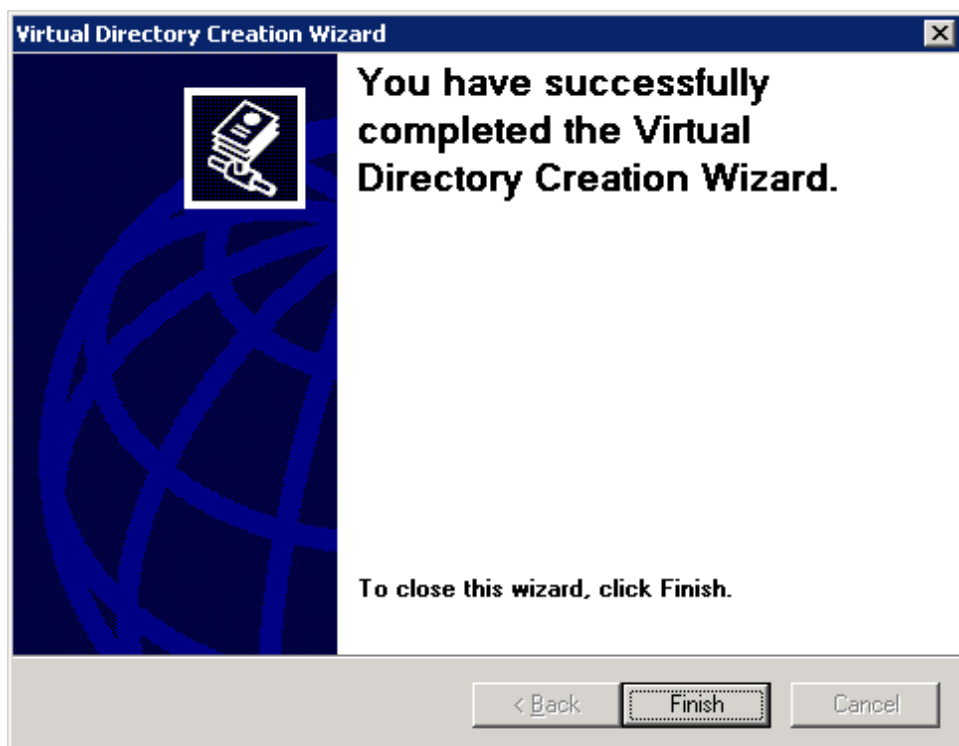 Virtual Directory Creation Wizard
You have successfully
completed the Virtual
Directory Creation Wizard.
To close this wizard, click Finish.
< Back
Finish
Cancel